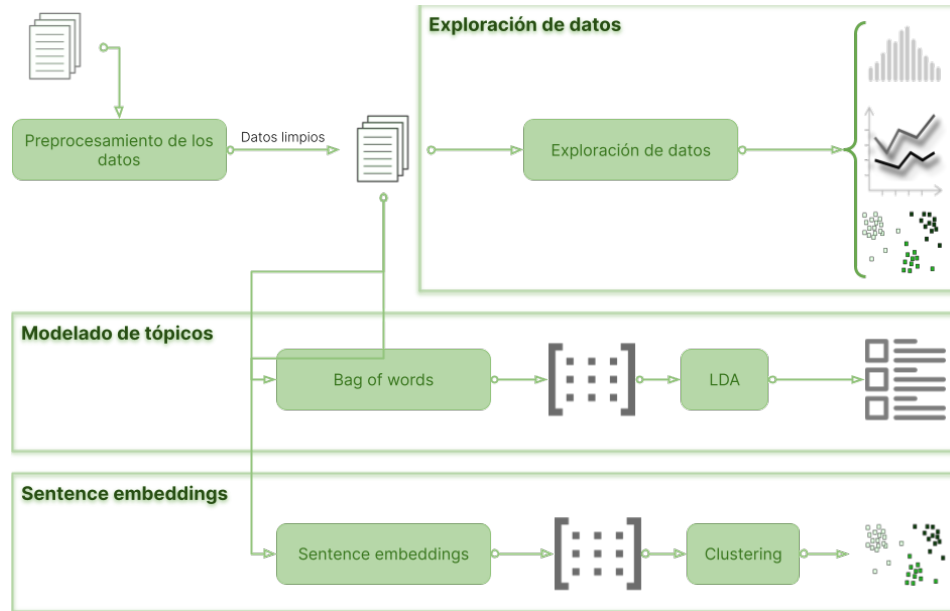 Exploración de datos
Preprocesamiento de los
datos
Datos limpios
Exploración de datos
Modelado de tópicos
Bag of words
LDA
Sentence embeddings
Sentence embeddings
Clustering